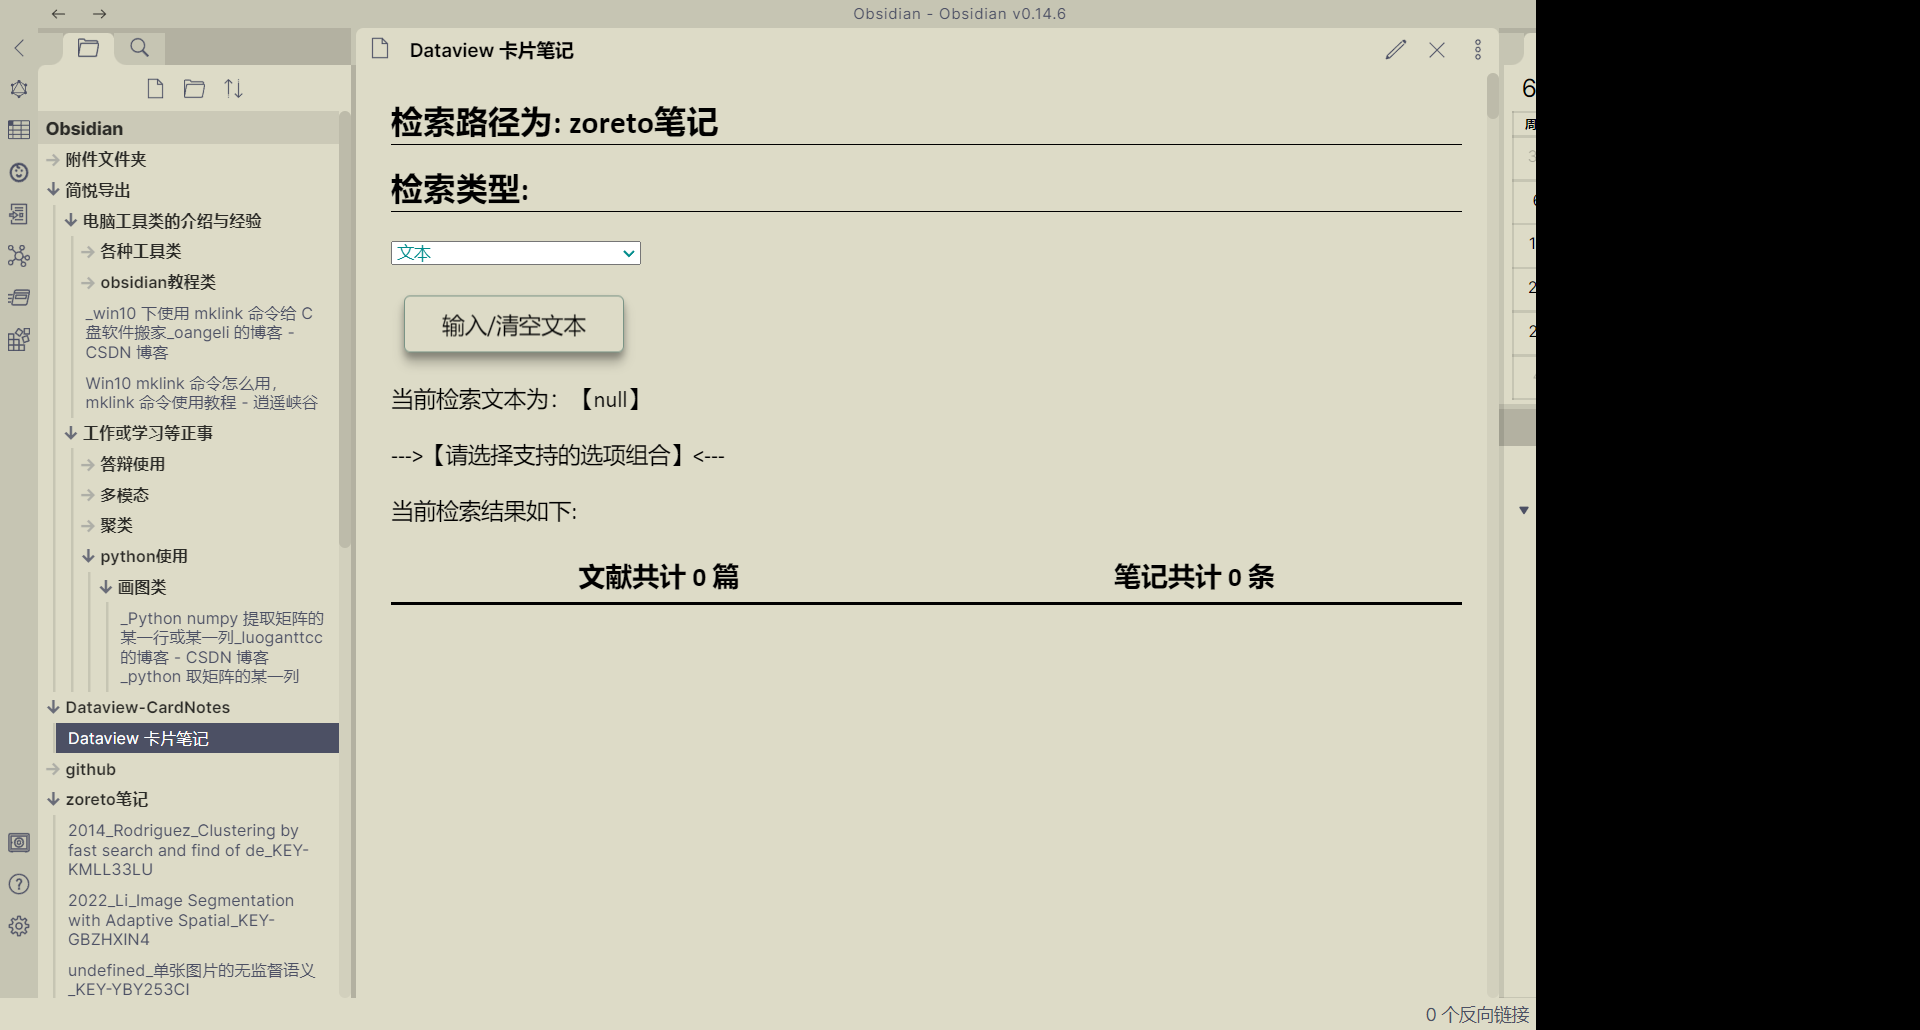 Obsidian - Obsidian v0.14.6
Obsidian
附件文件夹
简悦导出
电脑工具类的介绍与经验
各种工具类
obsidian教程类
_win10 下使用 mklink 命令给 C
盘软件搬家_oangeli 的博客 -
CSDN 博客
Win10 mklink 命令怎么用，
mklink 命令使用教程 - 逍遥峡谷
工作或学习等正事
答辩使用
多模态
聚类
python使用
画图类
_Python numpy 提取矩阵的
某一行或某一列_luoganttcc
的博客 - CSDN 博客
_python 取矩阵的某一列
Dataview-CardNotes
Dataview 卡片笔记
github
zoreto笔记
2014_Rodriguez_Clustering by
fast search and find of de_KEY-
KMLL33LU
2022_Li_Image Segmentation
with Adaptive Spatial_KEY-
GBZHXIN4
undefined_单张图片的无监督语义
_KEY-YBY253CI
Dataview 卡片笔记
检索路径为: zoreto笔记
检索类型:
文本
输入/清空文本
当前检索文本为：【null】
--->【请选择支持的选项组合】<---
当前检索结果如下:
文献共计 0 篇
笔记共计 0 条
6
周
3
6
1
2
2
0 个反向链接